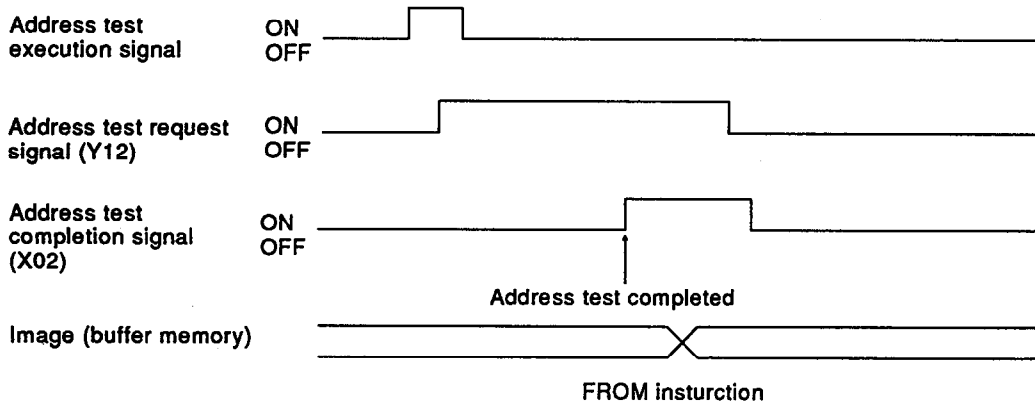 Address test
execution signal
ON
OFF
Address test request
signal (Y12)
ON
OFF
Address test
completion signal
(X02)
ON
OFF
Address test completed
Image (buffer memory)
FROM insturction